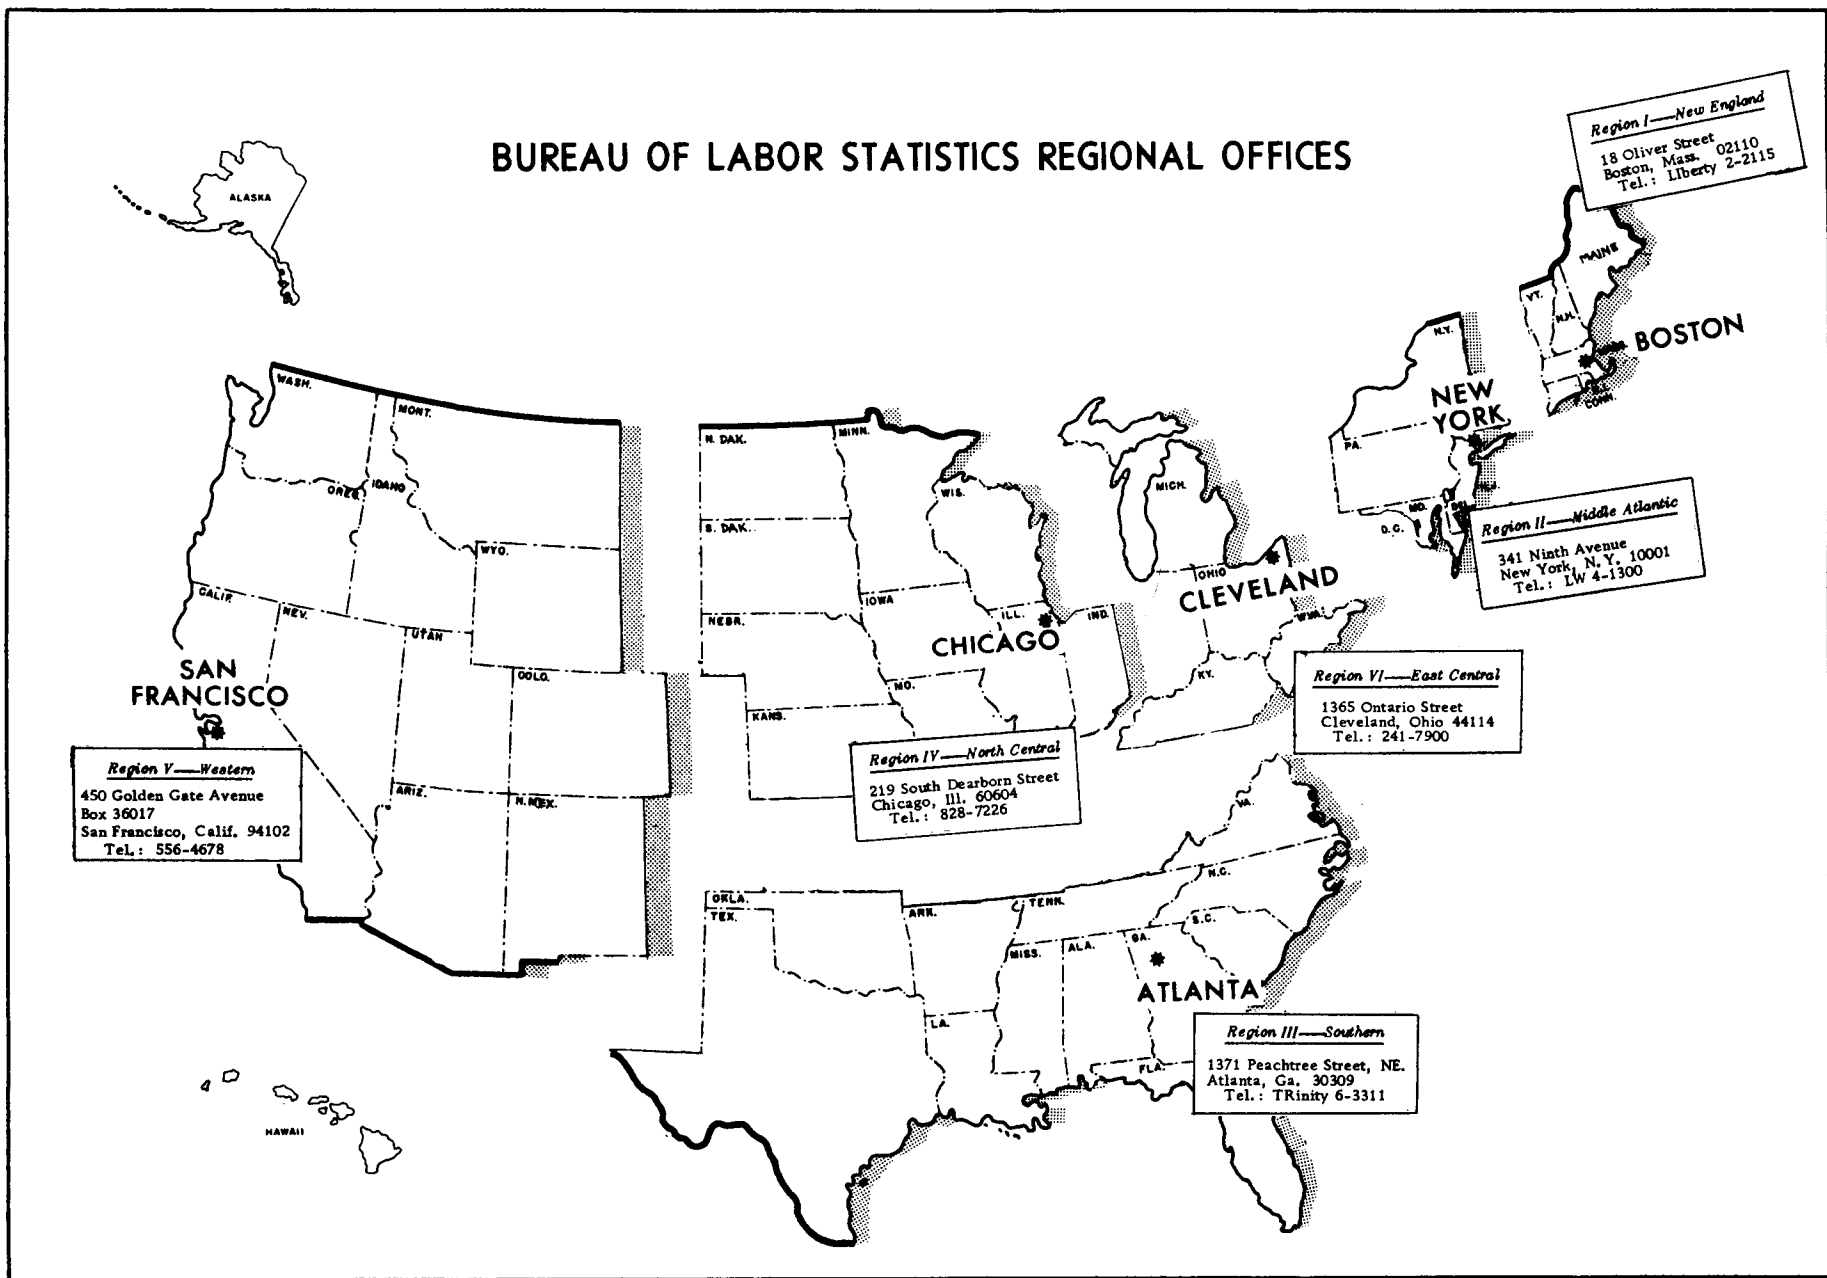 BUREAU OF LABOR STATISTICS REGIONAL OFFICES
Region I—New England
18 Oliver Street
Boston, Mass. 02110
Tel.: LIberty 2-2115
ALASKA
MAINE
VT.
N.H.
BOSTON
CONN.
N.Y.
NEW
YORK
PA.
MD.
DEL.
D.C.
Region II—Middle Atlantic
341 Ninth Avenue
New York, N.Y. 10001
Tel.: LW 4-1300
WASH.
MONT.
OREG.
IDAHO
WYO.
CALIF.
NEV.
UTAH
COLO.
ARIZ.
N.MEX.
SAN
FRANCISCO
Region V—Western
450 Golden Gate Avenue
Box 36017
San Francisco, Calif. 94102
Tel.: 556-4678
N. DAK.
MINN.
S. DAK.
WIS.
IOWA
NEBR.
ILL.
IND.
CHICAGO
MO.
KANS.
Region IV—North Central
219 South Dearborn Street
Chicago, Ill. 60604
Tel.: 828-7226
MICH.
OHIO
CLEVELAND
W.VA.
KY.
Region VI—East Central
1365 Ontario Street
Cleveland, Ohio 44114
Tel.: 241-7900
VA.
N.C.
S.C.
OKLA.
TEX.
ARK.
TENN.
MISS.
ALA.
GA.
ATLANTA
LA.
FLA.
Region III—Southern
1371 Peachtree Street, NE.
Atlanta, Ga. 30309
Tel.: TRinity 6-3311
HAWAII